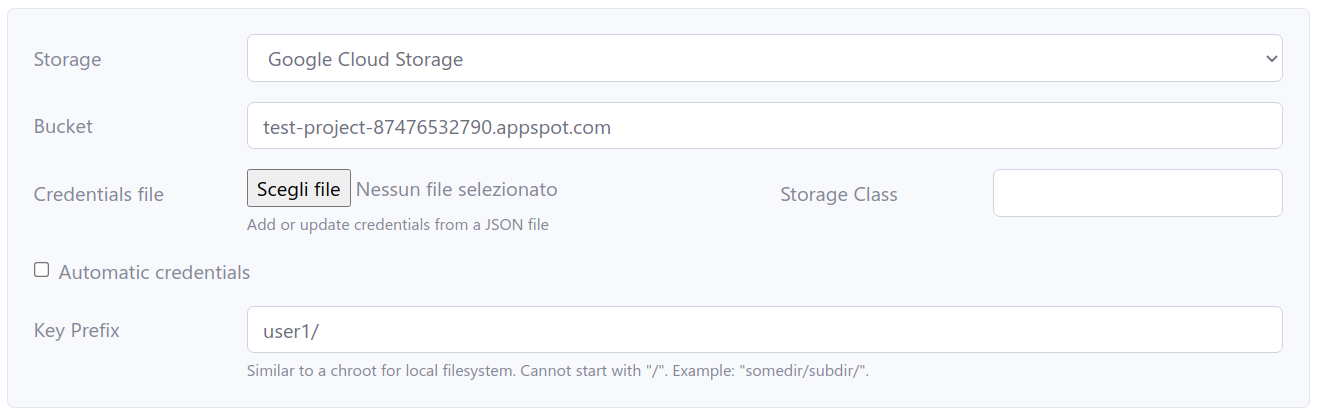 Storage
Google Cloud Storage
Bucket
test-project-87476532790.appspot.com
Credentials file
Scegli file Nessun file selezionato
Add or update credentials from a JSON file
Storage Class
Automatic credentials
Key Prefix
user1/
Similar to a chroot for local filesystem. Cannot start with "/". Example: "somedir/subdir/".